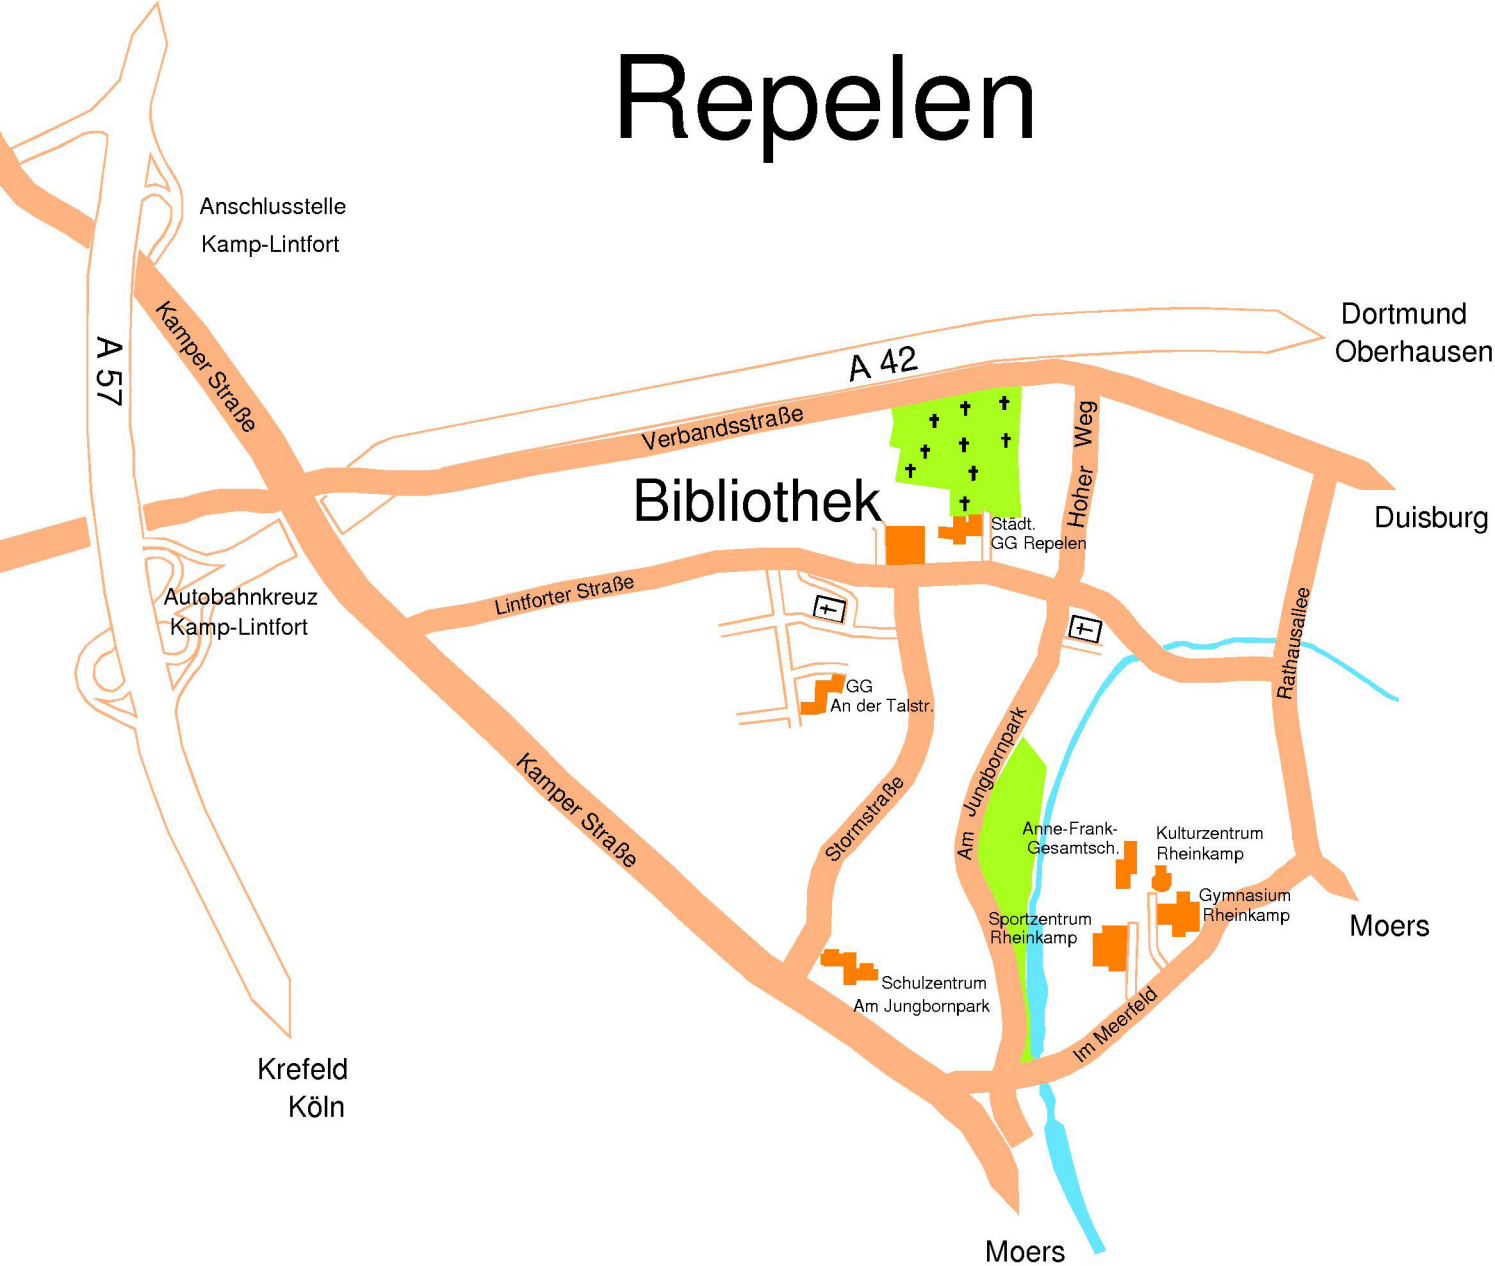 Repelen
Anschlusstelle
Kamp-Lintfort
Kamper Straße
A 57
Dortmund
Oberhausen
A 42
Verbandsstraße
Hoher Weg
Bibliothek
Städt.
GG Repelen
Duisburg
Lintforter Straße
Autobahnkreuz
Kamp-Lintfort
Rathausallee
GG
An der Talstr.
Am Jungbornpark
Stormstraße
Kamper Straße
Anne-Frank-
Gesamtsch.
Kulturzentrum
Rheinkamp
Gymnasium
Rheinkamp
Sportzentrum
Rheinkamp
Moers
Schulzentrum
Am Jungbornpark
Im Meerfeld
Krefeld
Köln
Moers